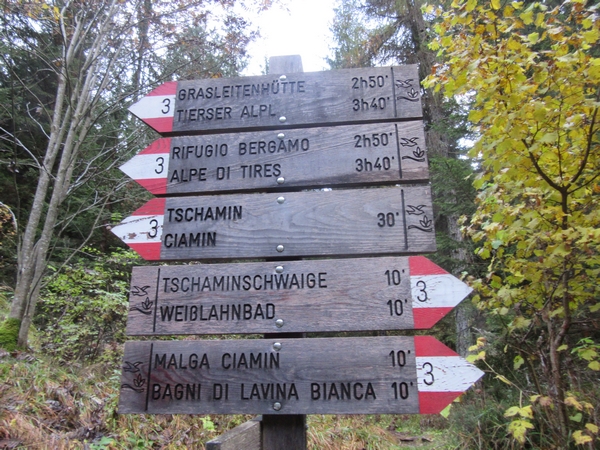 3 GRASLEITENHÜTTE 2h50'
TIERSER ALPL 3h40'
3 RIFUGIO BERGAMO 2h50'
ALPE DI TIRES 3h40'
3 TSCHAMIN 30'
CIAMIN
TSCHAMINSCHWAIGE 10' 3
WEIßLAHNBAD 10'
MALGA CIAMIN 10' 3
BAGNI DI LAVINA BIANCA 10'